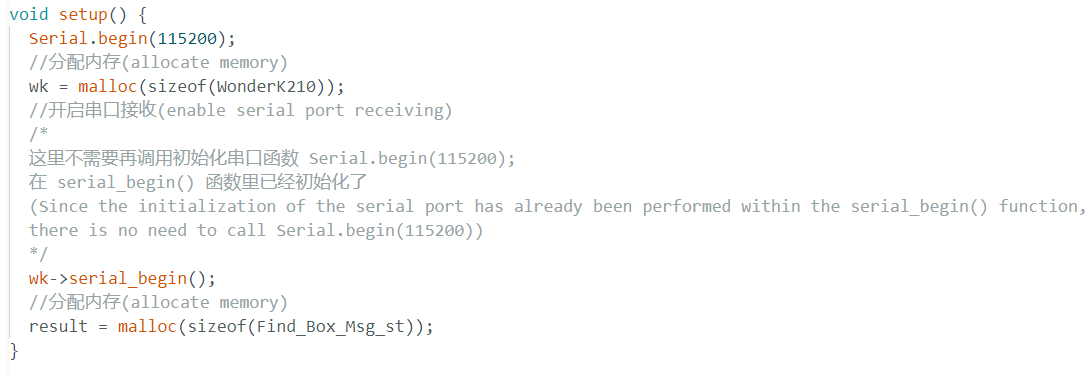 void setup() {
Serial.begin(115200);
//分配内存(allocate memory)
wk = malloc(sizeof(WonderK210));
//开启串口接收(enable serial port receiving)
/*
这里不需要再调用初始化串口函数 Serial.begin(115200);
在 serial_begin() 函数里已经初始化了
(Since the initialization of the serial port has already been performed within the serial_begin() function,
there is no need to call Serial.begin(115200))
*/
wk->serial_begin();
//分配内存(allocate memory)
result = malloc(sizeof(Find_Box_Msg_st));
}